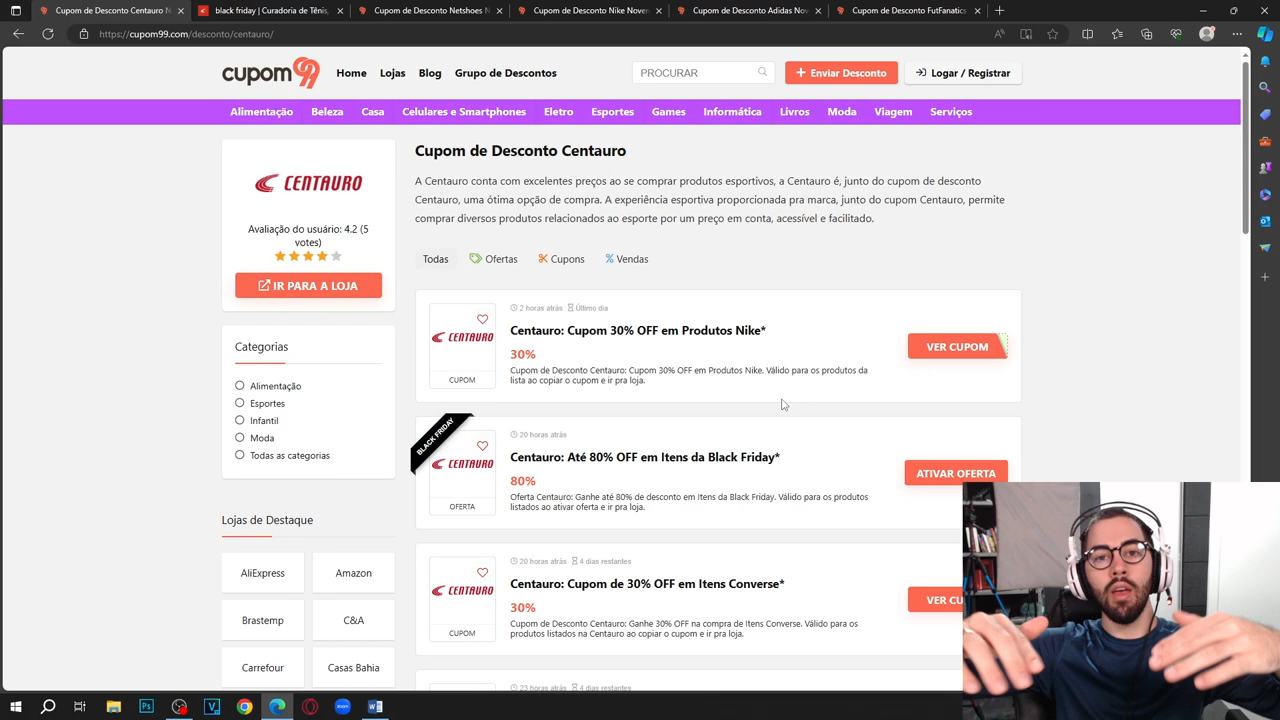 Cupom de Desconto Centauro N
black friday | Curadoria de Tênis,
Cupom de Desconto Netshoes N
Cupom de Desconto Nike Nover
Cupom de Desconto Adidas Nov
Cupom de Desconto FutFanatics
https://cupom99.com/desconto/centauro/
cupom99
Home
Lojas
Blog
Grupo de Descontos
PROCURAR
Enviar Desconto
Logar / Registrar
Alimentação
Beleza
Casa
Celulares e Smartphones
Eletro
Esportes
Games
Informática
Livros
Moda
Viagem
Serviços
CENTAURO
Avaliação do usuário: 4.2 (5
votes)
IR PARA A LOJA
Categorias
Alimentação
Esportes
Infantil
Moda
Todas as categorias
Lojas de Destaque
AliExpress
Amazon
Brastemp
C&A
Carrefour
Casas Bahia
Cupom de Desconto Centauro
A Centauro conta com excelentes preços ao se comprar produtos esportivos, a Centauro é, junto do cupom de desconto
Centauro, uma ótima opção de compra. A experiência esportiva proporcionada pra marca, junto do cupom Centauro, permite
comprar diversos produtos relacionados ao esporte por um preço em conta, acessível e facilitado.
Todas
Ofertas
Cupons
Vendas
CENTAURO
CUPOM
2 horas atrás
Último dia
Centauro: Cupom 30% OFF em Produtos Nike*
30%
Cupom de Desconto Centauro: Cupom 30% OFF em Produtos Nike. Válido para os produtos da
lista ao copiar o cupom e ir pra loja.
VER CUPOM
BLACK FRIDAY
CENTAURO
OFERTA
20 horas atrás
Centauro: Até 80% OFF em Itens da Black Friday*
80%
Oferta Centauro: Ganhe até 80% de desconto em Itens da Black Friday. Válido para os produtos
listados ao ativar oferta e ir pra loja.
ATIVAR OFERTA
CENTAURO
CUPOM
20 horas atrás
4 dias restantes
Centauro: Cupom de 30% OFF em Itens Converse*
30%
Cupom de Desconto Centauro: Ganhe 30% OFF na compra de Itens Converse. Válido para os
produtos listados na Centauro ao copiar o cupom e ir pra loja.
VER CU
23 horas atrás
4 dias restantes